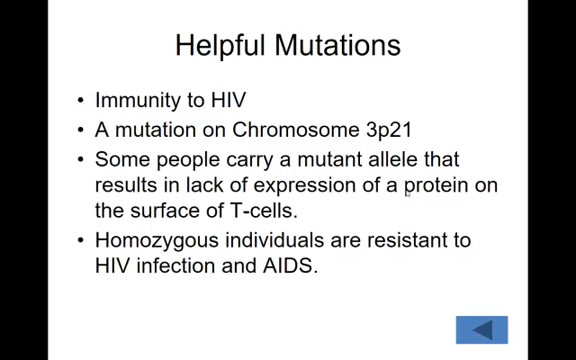 Helpful Mutations
• Immunity to HIV
• A mutation on Chromosome 3p21
• Some people carry a mutant allele that
results in lack of expression of a protein on
the surface of T-cells.
• Homozygous individuals are resistant to
HIV infection and AIDS.